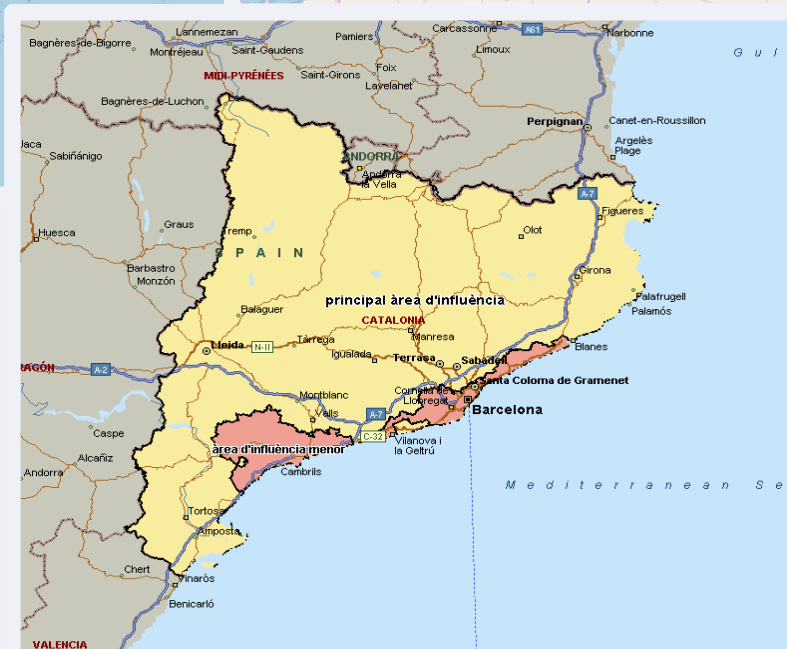 Lannemezan
Bagnères-de-Bigorre
Montréjeau
Saint-Gaudens
Pamiers
Carcassonne
A61
Narbonne
Limoux
Gul
MIDI-PYRÉNÉES
Saint-Girons
Foix
Lavelanet
Bagnères-de-Luchon
Perpignan
Canet-en-Roussillon
Argelès
Plage
Jaca
Sabiñánigo
ANDORRA
Andorra
la Vella
A-7
Figueres
Huesca
Graus
Tremp
Olot
SPAIN
Barbastro
Monzón
Girona
principal àrea d'influència
Palafrugell
Palamós
Balaguer
CATALONIA
Manresa
Lleida
N-II
Tàrrega
Igualada
Terrasa
Sabadell
Blanes
RAGÓN
A-2
Santa Coloma de Gramenet
Montblanc
Cornellà de
Llobregat
Barcelona
Valls
A-7
Caspe
C-32
Vilanova i
la Geltrú
àrea d'influència menor
Alcañiz
Andorra
Cambrils
Mediterranean Se
Tortosa
Amposta
Chert
Vinaròs
Benicarló
VALENCIA